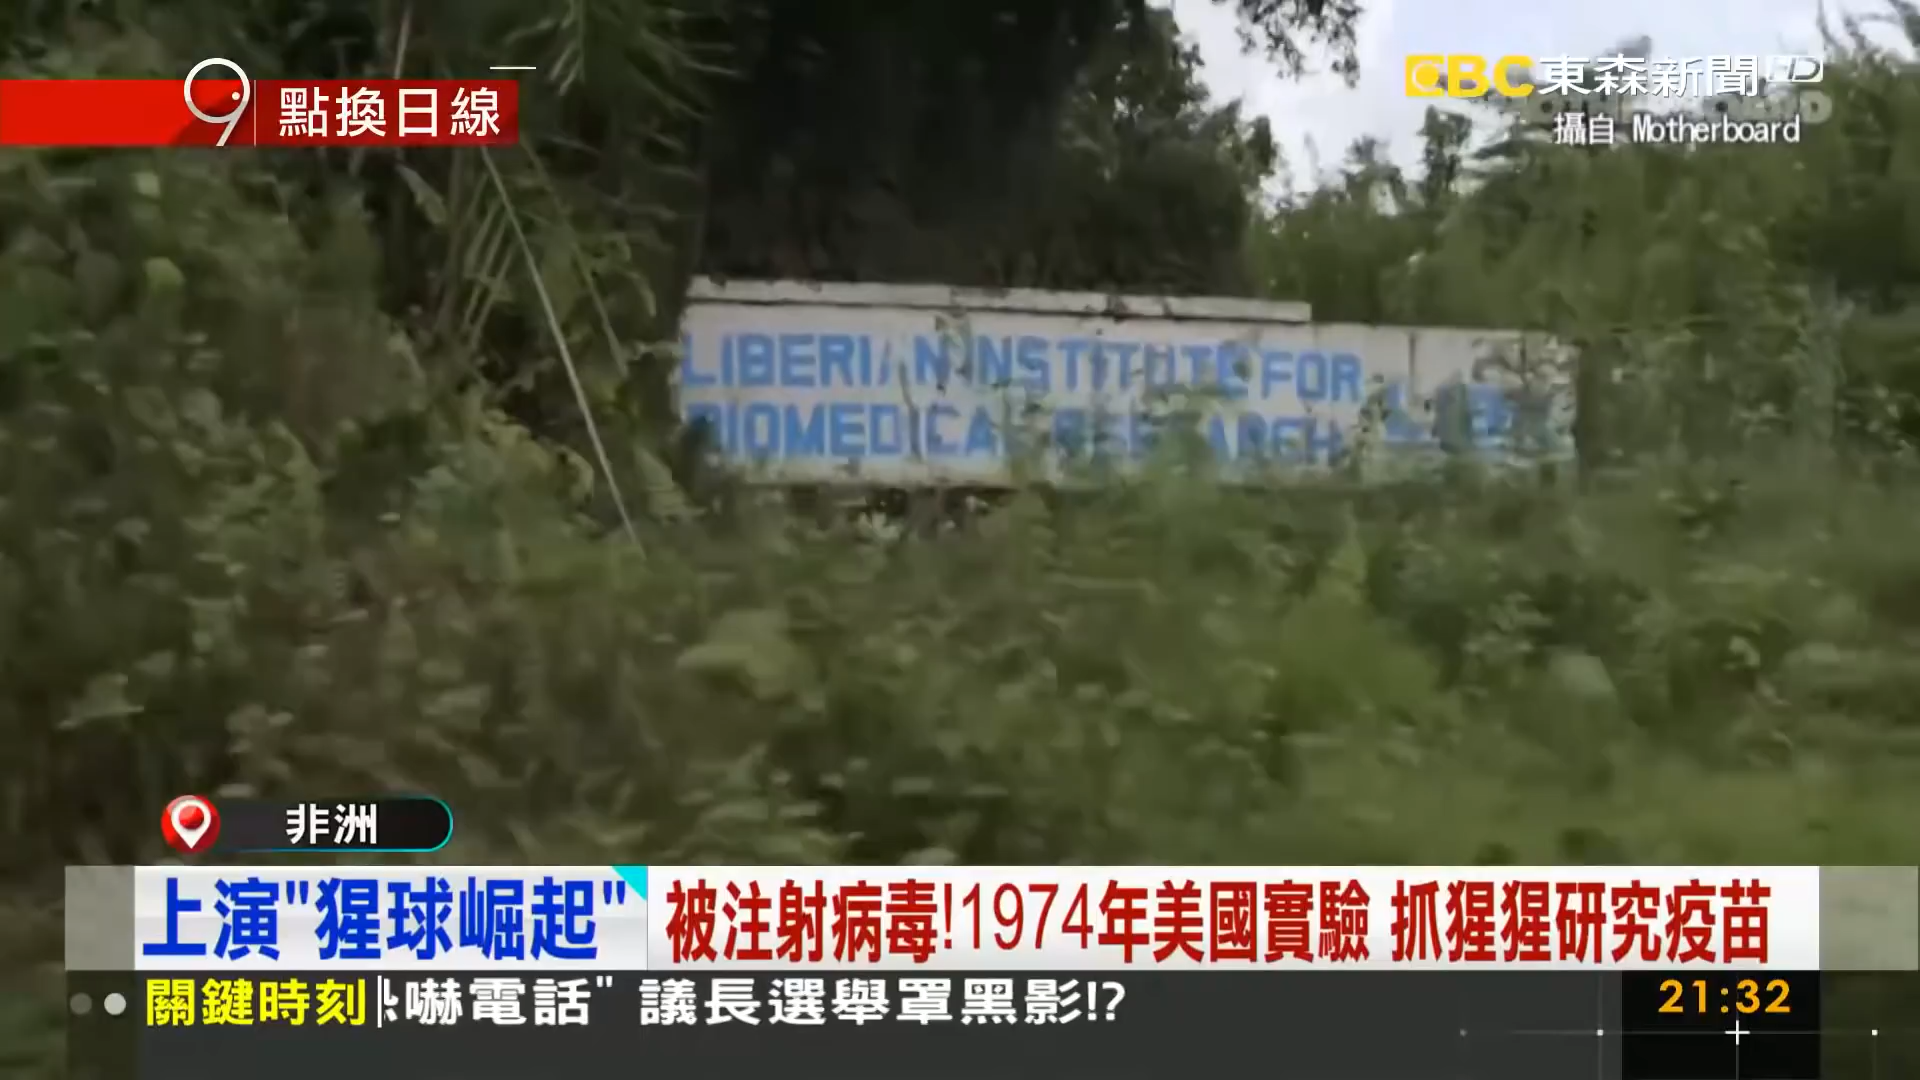 9點換日線
EBC東森新聞HD
攝自 Motherboard
LIBERIAN INSTITUTE FOR
BIOMEDICAL RESEARCH
非洲
上演"猩球崛起"
被注射病毒!1974年美國實驗 抓猩猩研究疫苗
關鍵時刻
嚇電話" 議長選舉罩黑影!?
21:32